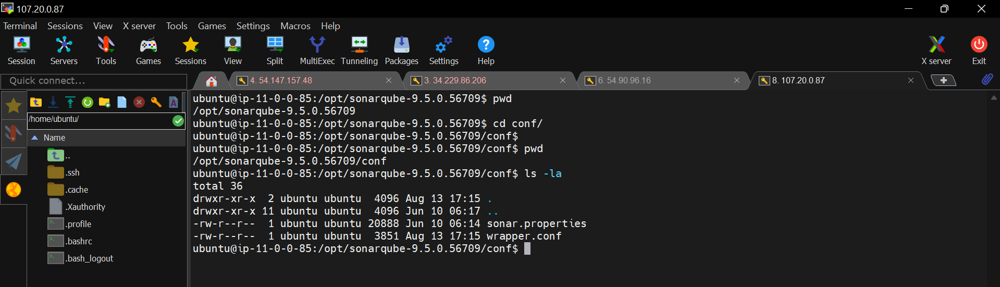 107.20.0.87
Terminal Sessions View X server Tools Games Settings Macros Help
Session Servers Tools Games Sessions View Split MultiExec Tunneling Packages Settings Help X server Exit
Quick connect...
4. 54.147.157.48
3. 34.229.86.206
6. 54.90.96.16
8. 107.20.0.87
/home/ubuntu/
Name
..
.ssh
.cache
.Xauthority
.profile
.bashrc
.bash_logout
ubuntu@ip-11-0-0-85:/opt/sonarqube-9.5.0.56709$ pwd
/opt/sonarqube-9.5.0.56709
ubuntu@ip-11-0-0-85:/opt/sonarqube-9.5.0.56709$ cd conf/
ubuntu@ip-11-0-0-85:/opt/sonarqube-9.5.0.56709/conf$
ubuntu@ip-11-0-0-85:/opt/sonarqube-9.5.0.56709/conf$ pwd
/opt/sonarqube-9.5.0.56709/conf
ubuntu@ip-11-0-0-85:/opt/sonarqube-9.5.0.56709/conf$ ls -la
total 36
drwxr-xr-x  2 ubuntu ubuntu  4096 Aug 13 17:15 .
drwxr-xr-x 11 ubuntu ubuntu  4096 Jun 10 06:17 ..
-rw-r--r--  1 ubuntu ubuntu 20888 Jun 10 06:14 sonar.properties
-rw-r--r--  1 ubuntu ubuntu  3851 Aug 13 17:15 wrapper.conf
ubuntu@ip-11-0-0-85:/opt/sonarqube-9.5.0.56709/conf$